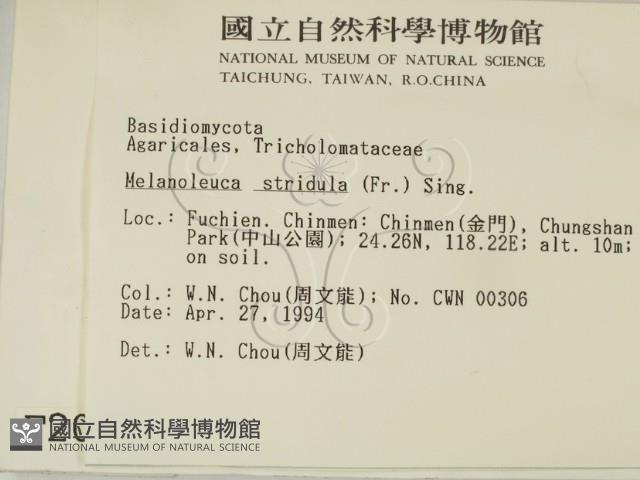 國立自然科學博物館
NATIONAL MUSEUM OF NATURAL SCIENCE
TAICHUNG, TAIWAN, R.O.CHINA
Basidiomycota
Agaricales, Tricholomataceae
Melanoleuca stridula (Fr.) Sing.
Loc.: Fuchien. Chinmen: Chinmen(金門), Chungshan
Park(中山公園); 24.26N, 118.22E; alt. 10m;
on soil.
Col.: W.N. Chou(周文能); No. CWN 00306
Date: Apr. 27, 1994
Det.: W.N. Chou(周文能)
國立自然科學博物館
NATIONAL MUSEUM OF NATURAL SCIENCE